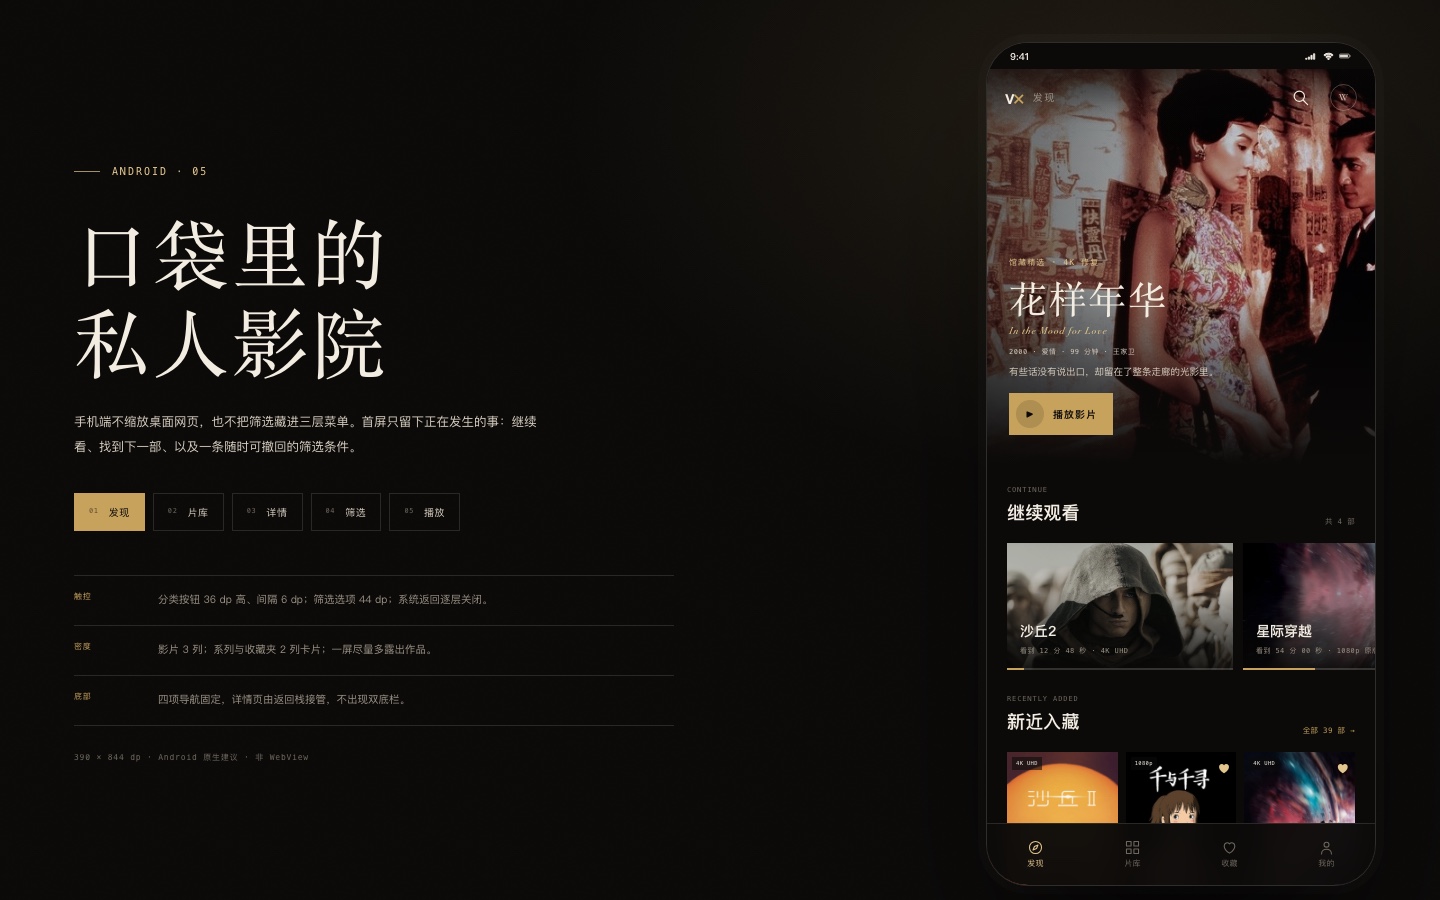 ANDROID · 05
口袋里的
私人影院
手机端不缩放桌面网页，也不把筛选藏进三层菜单。首屏只留下正在发生的事：继续
看、找到下一部、以及一条随时可撤回的筛选条件。
01 发现
02 片库
03 详情
04 筛选
05 播放
触控 分类按钮 36 dp 高、间隔 6 dp；筛选选项 44 dp；系统返回逐层关闭。
密度 影片 3 列；系列与收藏夹 2 列卡片；一屏尽量多露出作品。
底部 四项导航固定，详情页由返回栈接管，不出现双底栏。
390 × 844 dp · Android 原生建议 · 非 WebView
9:41
VX 发现
W
快靈丹
馆藏精选 · 4K 修复
花样年华
In the Mood for Love
2000 · 爱情 · 99 分钟 · 王家卫
有些话没有说出口，却留在了整条走廊的光影里。
播放影片
CONTINUE
继续观看
共 4 部
沙丘2
看到 12 分 48 秒 · 4K UHD
星际穿越
看到 54 分 00 秒 · 1080p
RECENTLY ADDED
新近入藏
全部 39 部 →
4K UHD
沙丘 II
1080p
千与千寻
4K UHD
发现
片库
收藏
我的